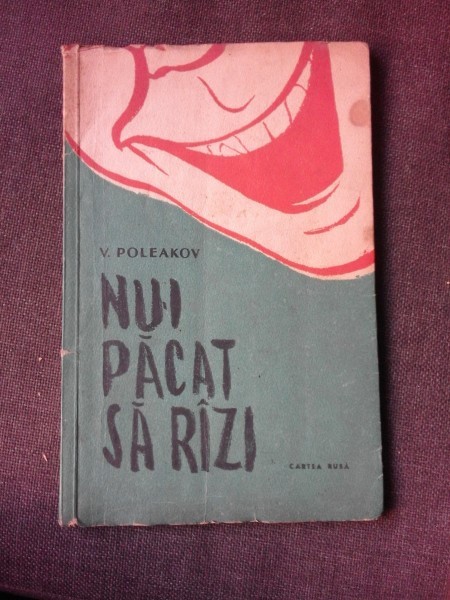 V. POLEAKOV
NU-I
PĂCAT
SĂ RÎZI
CARTEA RUSĂ